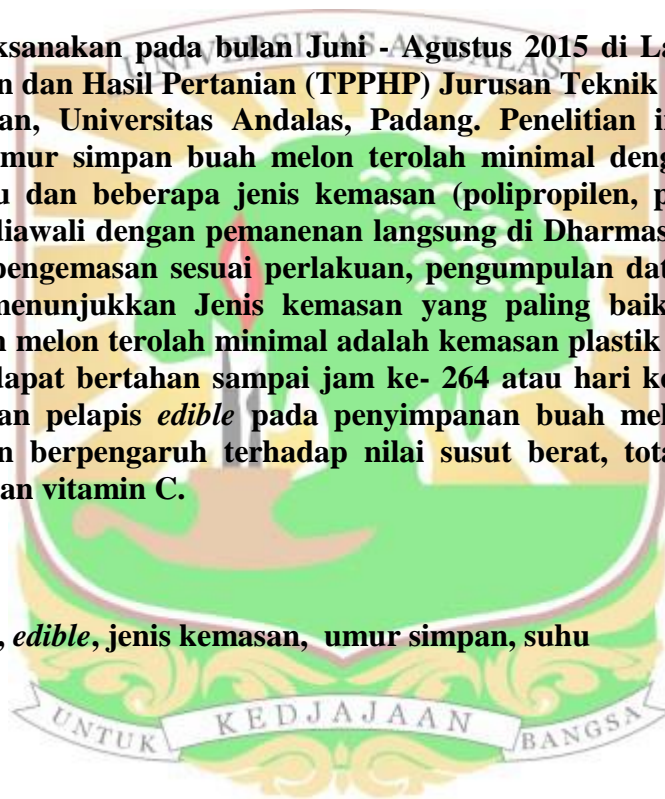 ksanakan pada bulan Juni - Agustus 2015 di La
UNIVERSITAS ANDALAS
n dan Hasil Pertanian (TPPHP) Jurusan Teknik
an, Universitas Andalas, Padang. Penelitian i
mur simpan buah melon terolah minimal deng
u dan beberapa jenis kemasan (polipropilen, p
diawali dengan pemanenan langsung di Dharmas
pengemasan sesuai perlakuan, pengumpulan dat
menunjukkan Jenis kemasan yang paling baik
n melon terolah minimal adalah kemasan plastik
dapat bertahan sampai jam ke- 264 atau hari ke
an pelapis edible pada penyimpanan buah mel
n berpengaruh terhadap nilai susut berat, tota
an vitamin C.
, edible, jenis kemasan, umur simpan, suhu
UNTUK KEDJAJAAN BANGSA